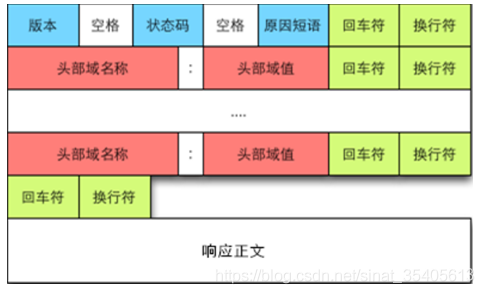 版本 空格 状态码 空格 原因短语 回车符 换行符
头部域名称 : 头部域值 回车符 换行符
....
头部域名称 : 头部域值 回车符 换行符
回车符 换行符
响应正文
https://blog.csdn.net/sinat_35405613